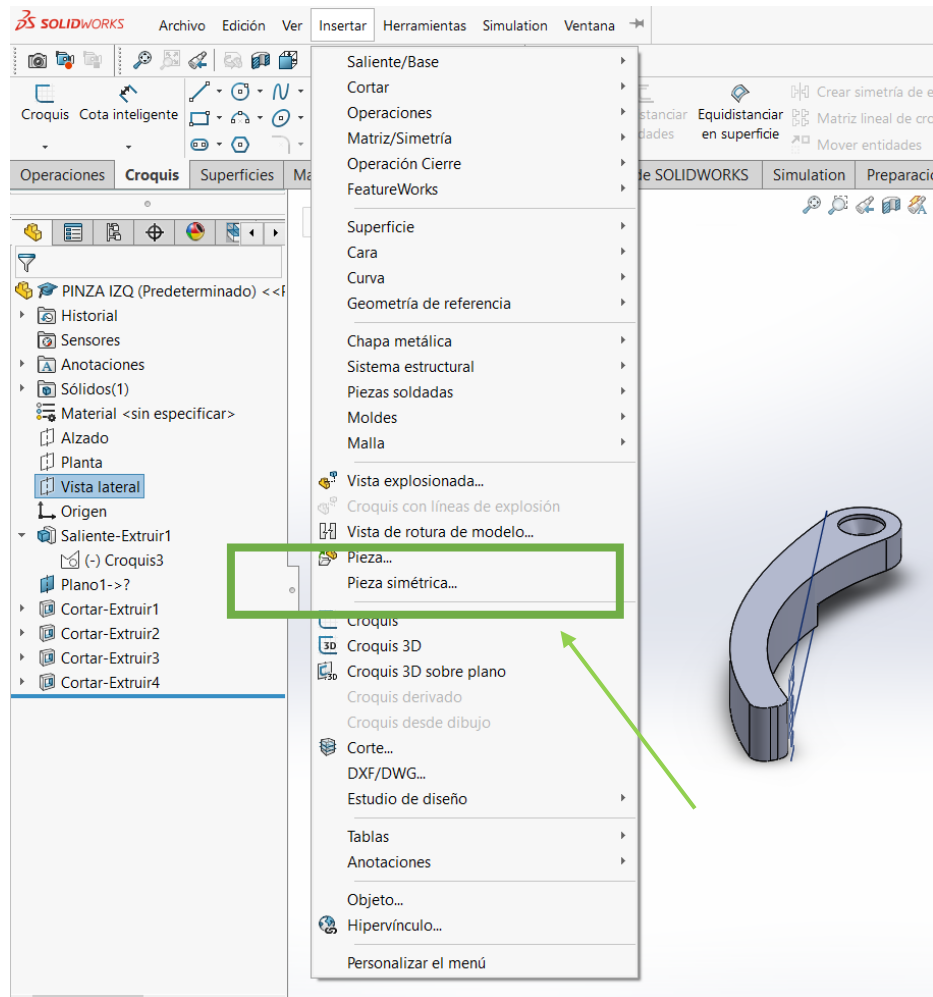 SOLIDWORKS Archivo Edición Ver Insertar Herramientas Simulation Ventana
Croquis Cota inteligente
Equidistanciar en superficie
Crear simetría de e
Matriz lineal de cro
Mover entidades
Operaciones Croquis Superficies Ma de SOLIDWORKS Simulation Preparació
PINZA IZQ (Predeterminado) <<P
Historial
Sensores
Anotaciones
Sólidos(1)
Material <sin especificar>
Alzado
Planta
Vista lateral
Origen
Saliente-Extruir1
(-) Croquis3
Plano1->?
Cortar-Extruir1
Cortar-Extruir2
Cortar-Extruir3
Cortar-Extruir4
Saliente/Base
Cortar
Operaciones
Matriz/Simetría
Operación Cierre
FeatureWorks
Superficie
Cara
Curva
Geometría de referencia
Chapa metálica
Sistema estructural
Piezas soldadas
Moldes
Malla
Vista explosionada...
Croquis con líneas de explosión
Vista de rotura de modelo...
Pieza...
Pieza simétrica...
Croquis
3D Croquis 3D
3D Croquis 3D sobre plano
Croquis derivado
Croquis desde dibujo
Corte...
DXF/DWG...
Estudio de diseño
Tablas
Anotaciones
Objeto...
Hipervínculo...
Personalizar el menú